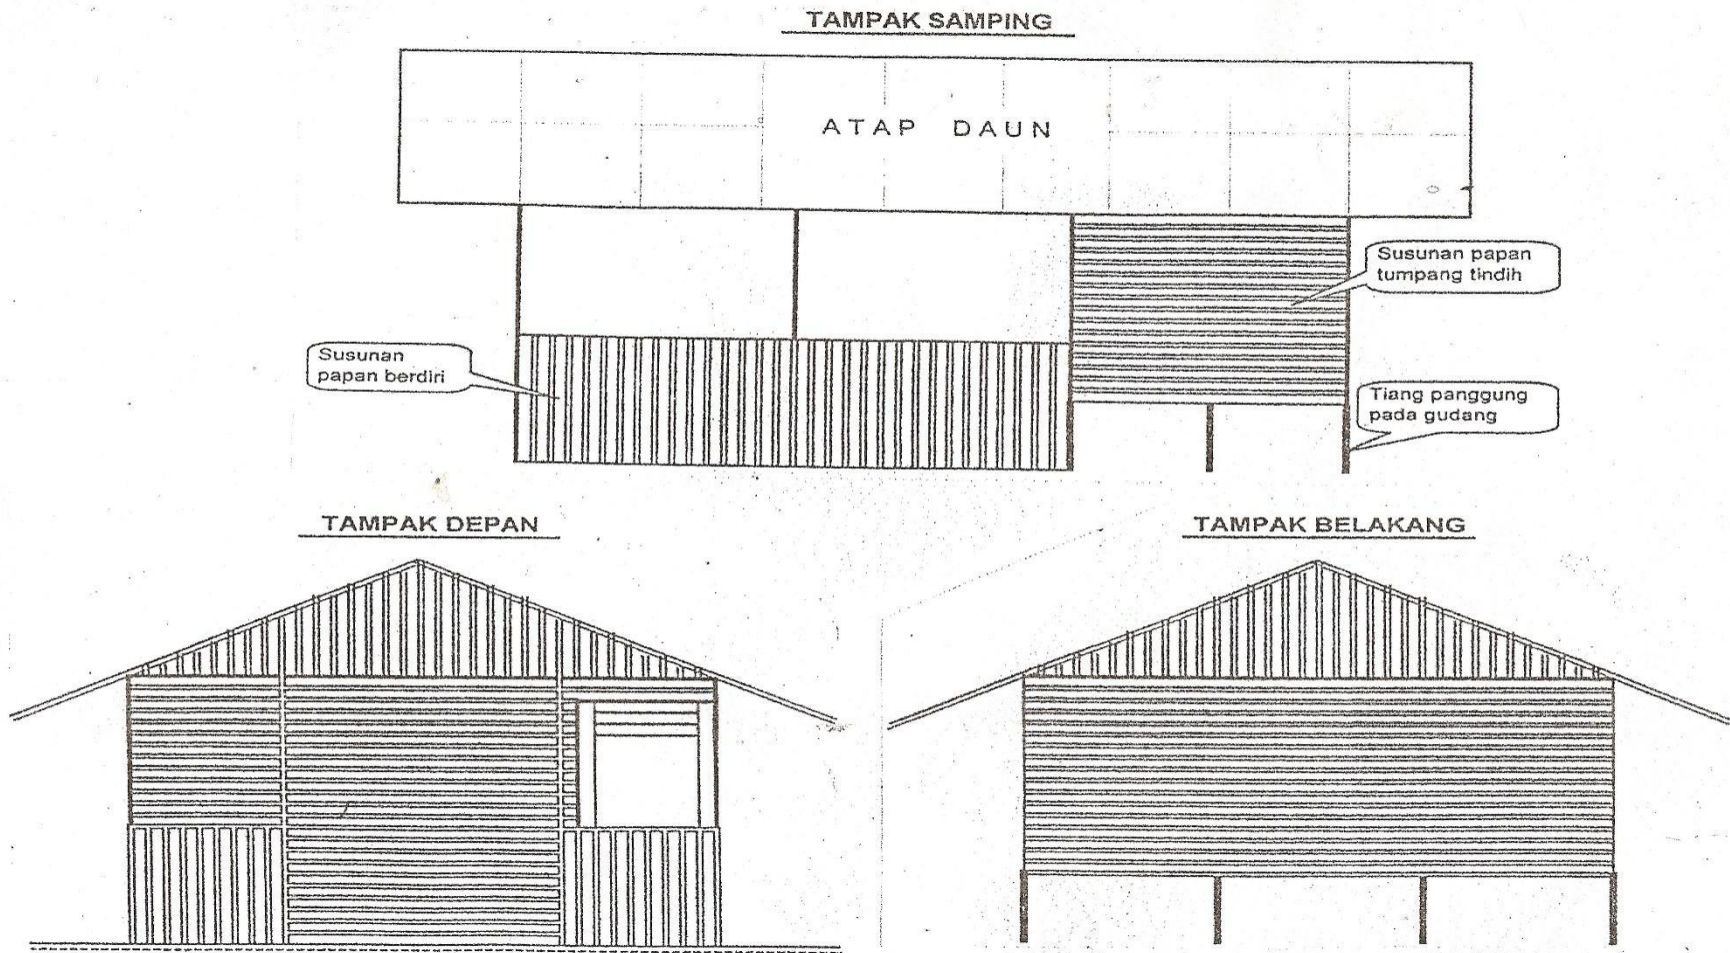 TAMPAK SAMPING
ATAP DAUN
Susunan papan
tumpang tindih
Susunan
papan berdiri
Tiang panggung
pada gudang
TAMPAK DEPAN
TAMPAK BELAKANG